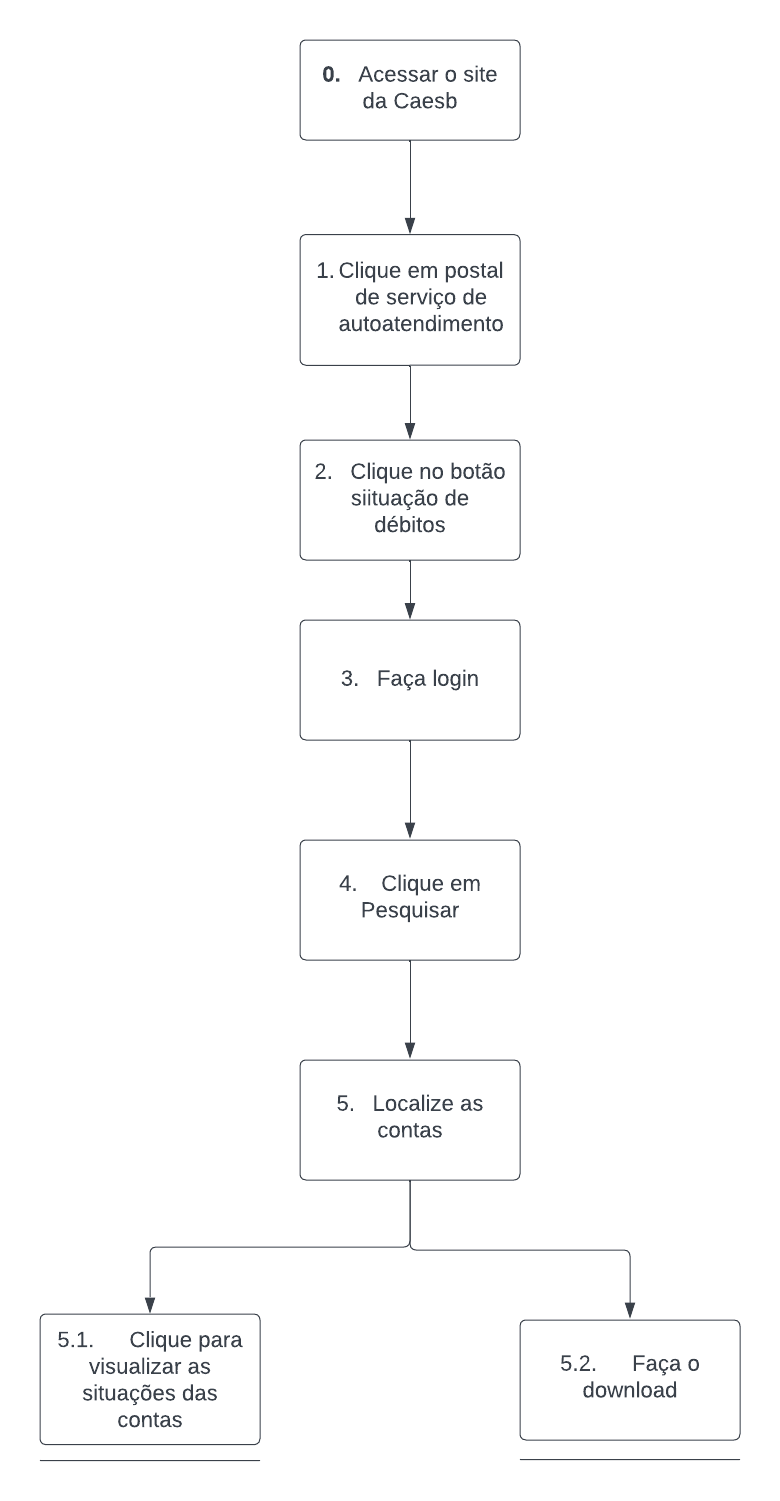 0. Acessar o site
da Caesb
1. Clique em postal
de serviço de
autoatendimento
2. Clique no botão
siituação de
débitos
3. Faça login
4. Clique em
Pesquisar
5. Localize as
contas
5.1. Clique para
visualizar as
situações das
contas
5.2. Faça o
download